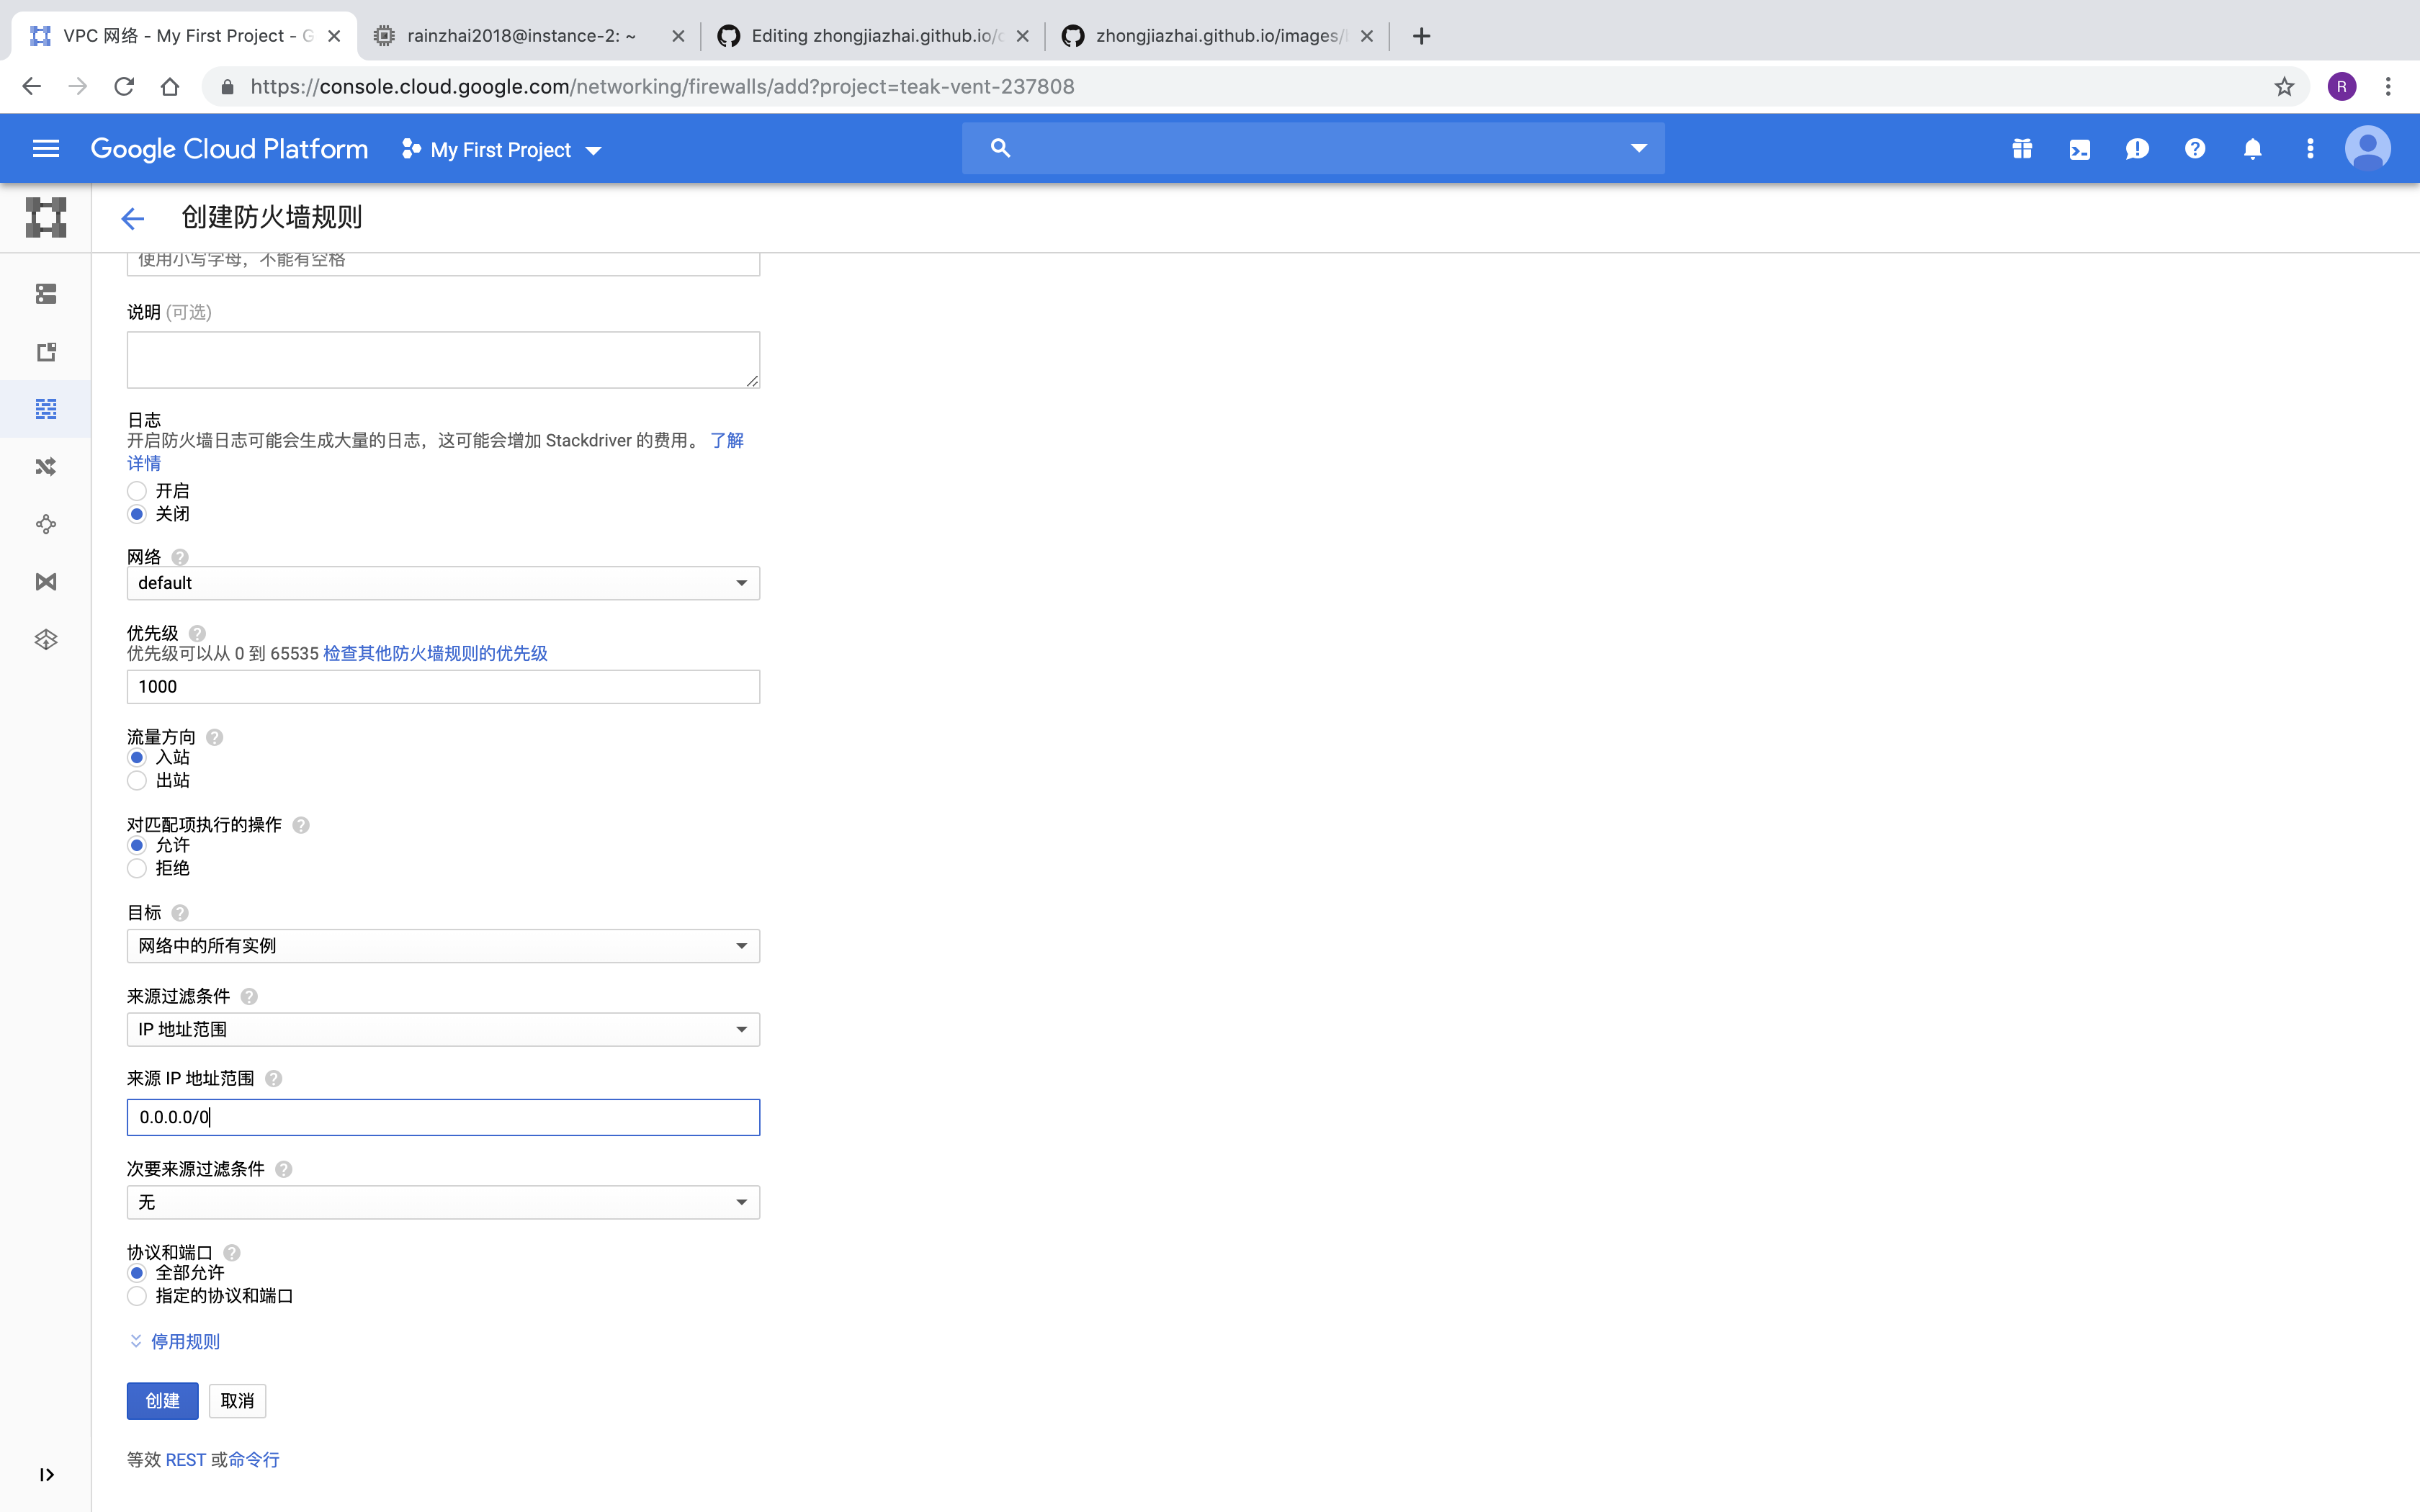 VPC 网络 - My First Project - G
rainzhai2018@instance-2: ~
Editing zhongjiazhai.github.io/
zhongjiazhai.github.io/images/
https://console.cloud.google.com/networking/firewalls/add?project=teak-vent-237808
R
Google Cloud Platform
My First Project
创建防火墙规则
使用小写字母，不能有空格
说明 (可选)
日志
开启防火墙日志可能会生成大量的日志，这可能会增加 Stackdriver 的费用。 了解
详情
开启
关闭
网络
default
优先级
优先级可以从 0 到 65535 检查其他防火墙规则的优先级
1000
流量方向
入站
出站
对匹配项执行的操作
允许
拒绝
目标
网络中的所有实例
来源过滤条件
IP 地址范围
来源 IP 地址范围
0.0.0.0/0
次要来源过滤条件
无
协议和端口
全部允许
指定的协议和端口
停用规则
创建
取消
等效 REST 或命令行